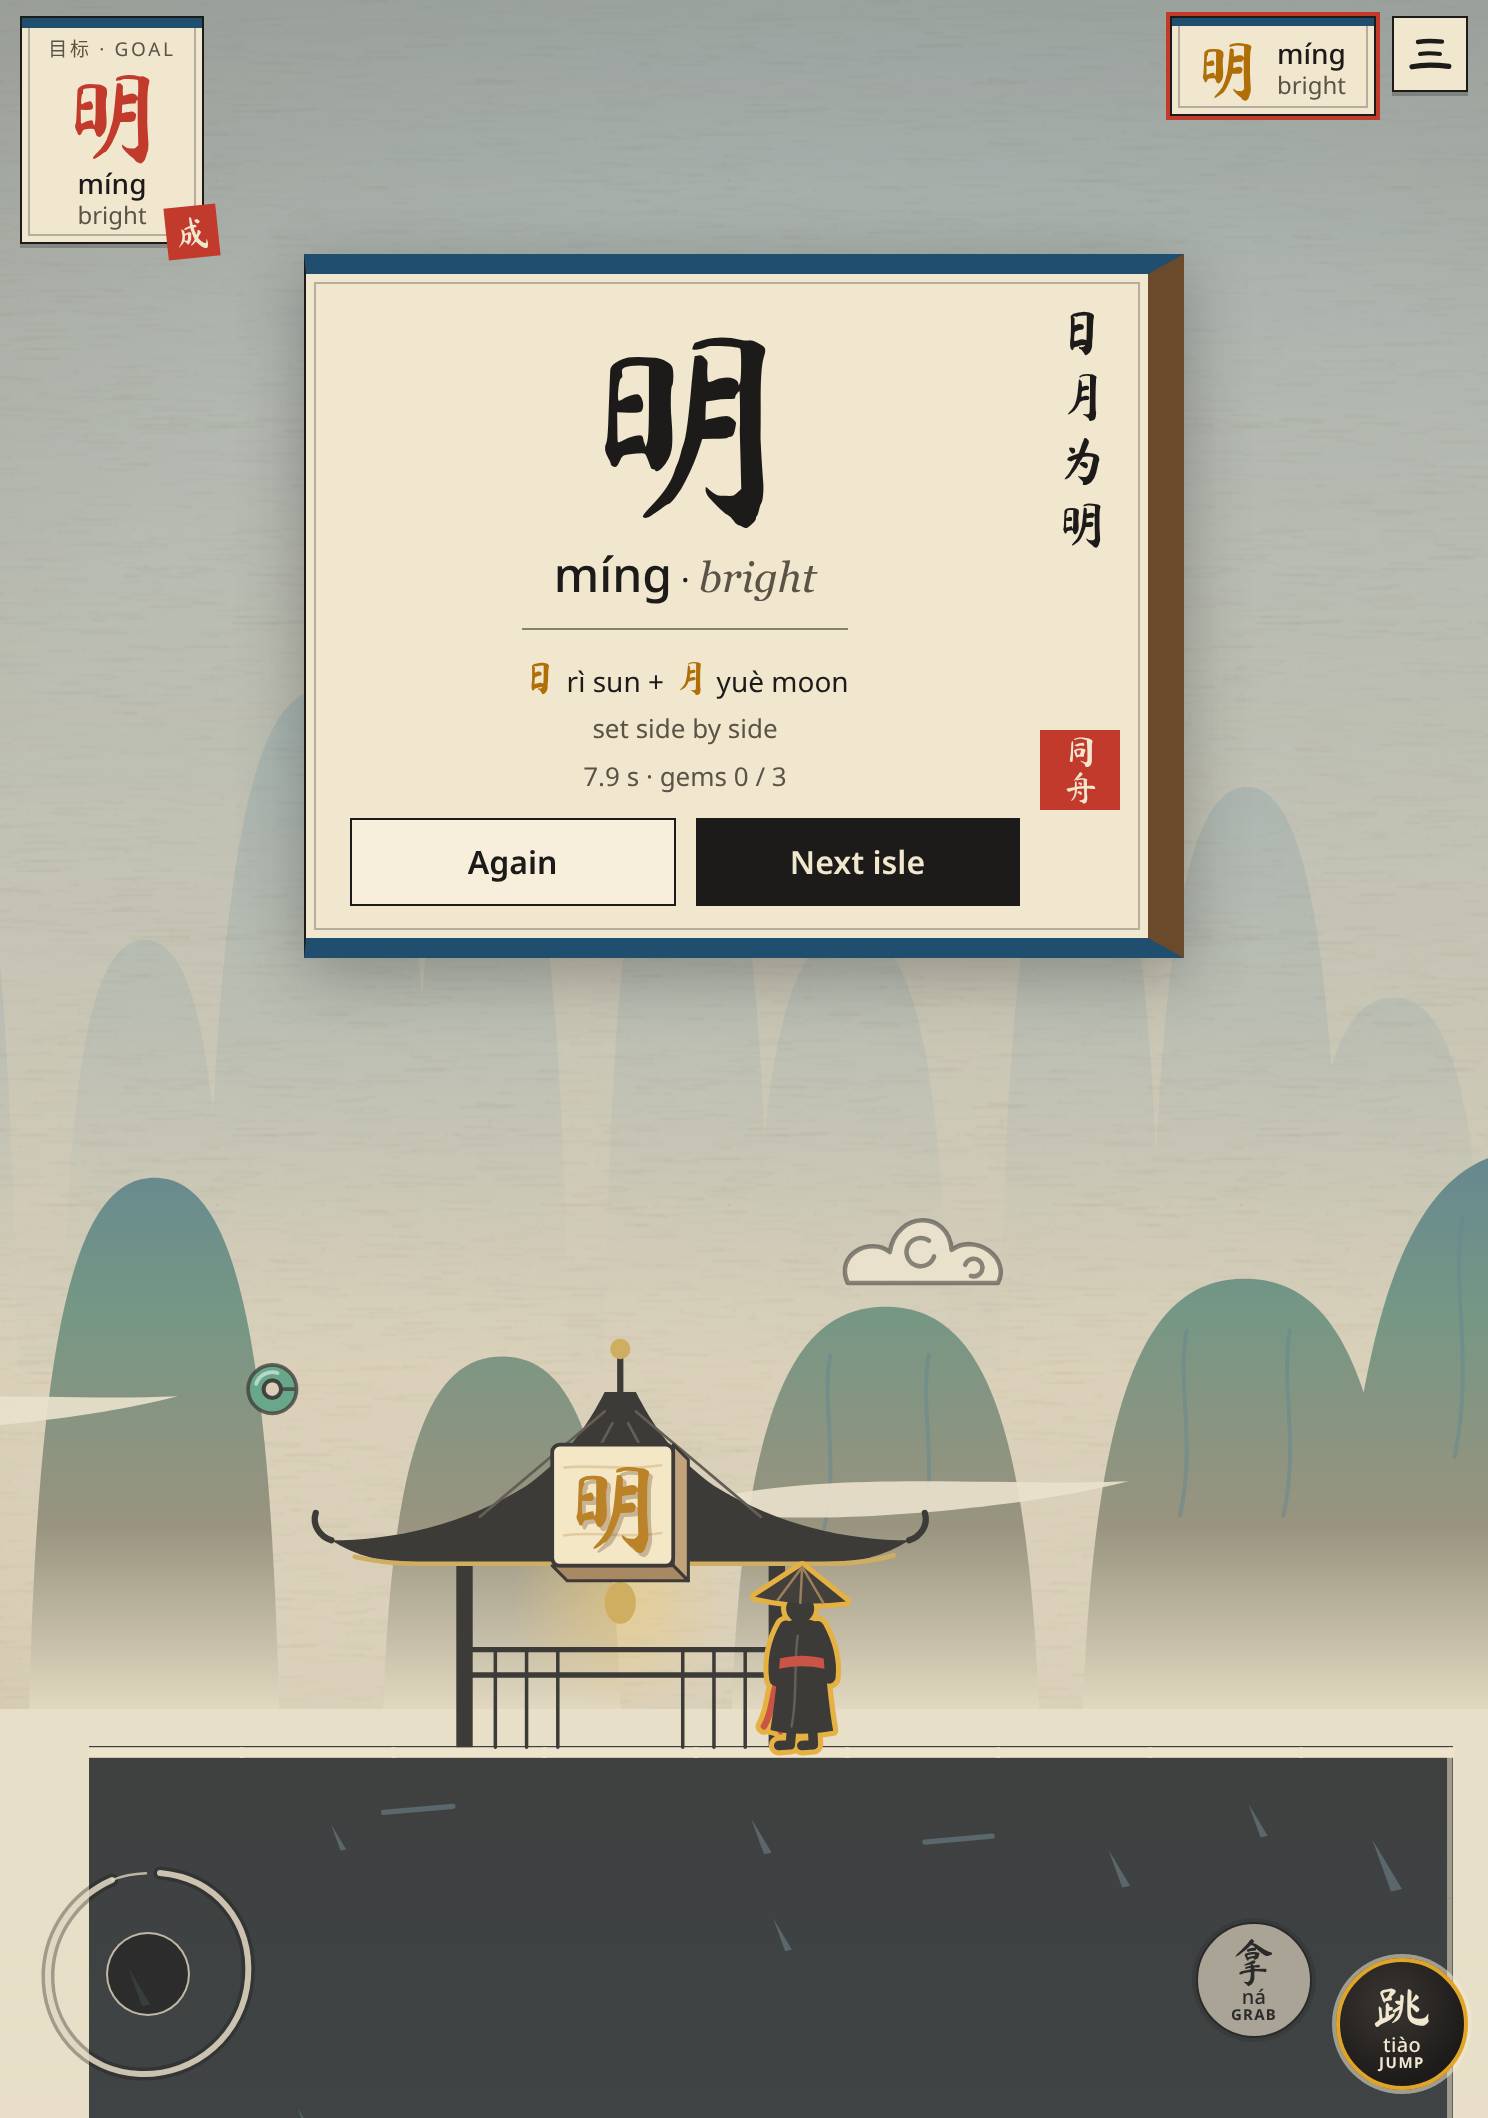 目标 · GOAL
明
míng
bright
成
明
míng
bright
三
明
míng · bright
日 rì sun + 月 yuè moon
set side by side
7.9 s · gems 0 / 3
Again
Next isle
日月为明
同舟
明
拿
ná
GRAB
跳
tiào
JUMP